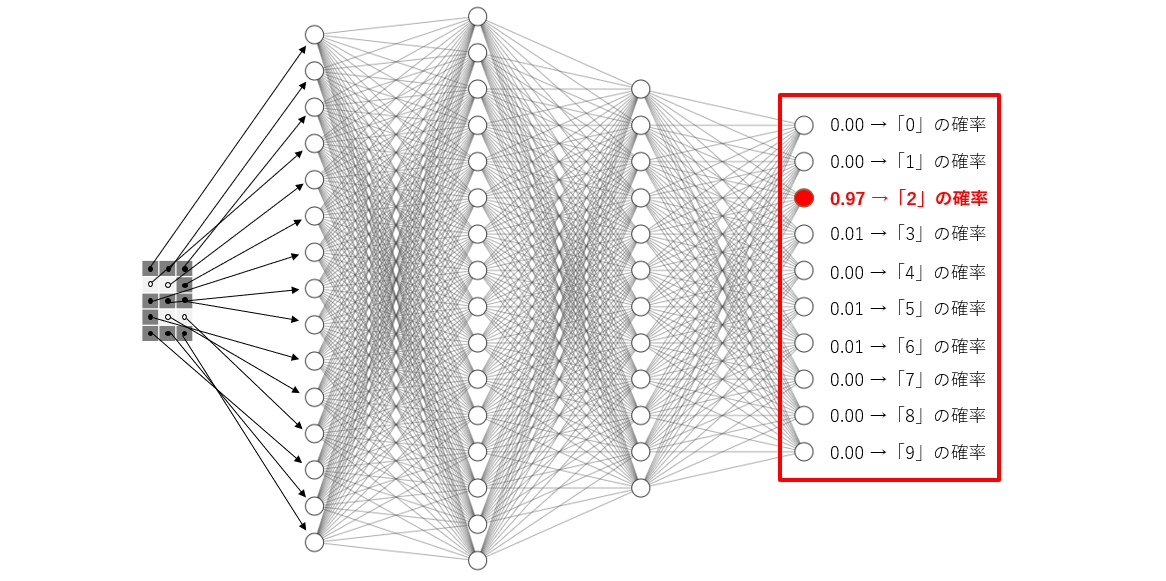 0.00 →「0」の確率
0.00 →「1」の確率
0.97 →「2」の確率
0.01 →「3」の確率
0.00 →「4」の確率
0.01 →「5」の確率
0.01 →「6」の確率
0.00 →「7」の確率
0.00 →「8」の確率
0.00 →「9」の確率